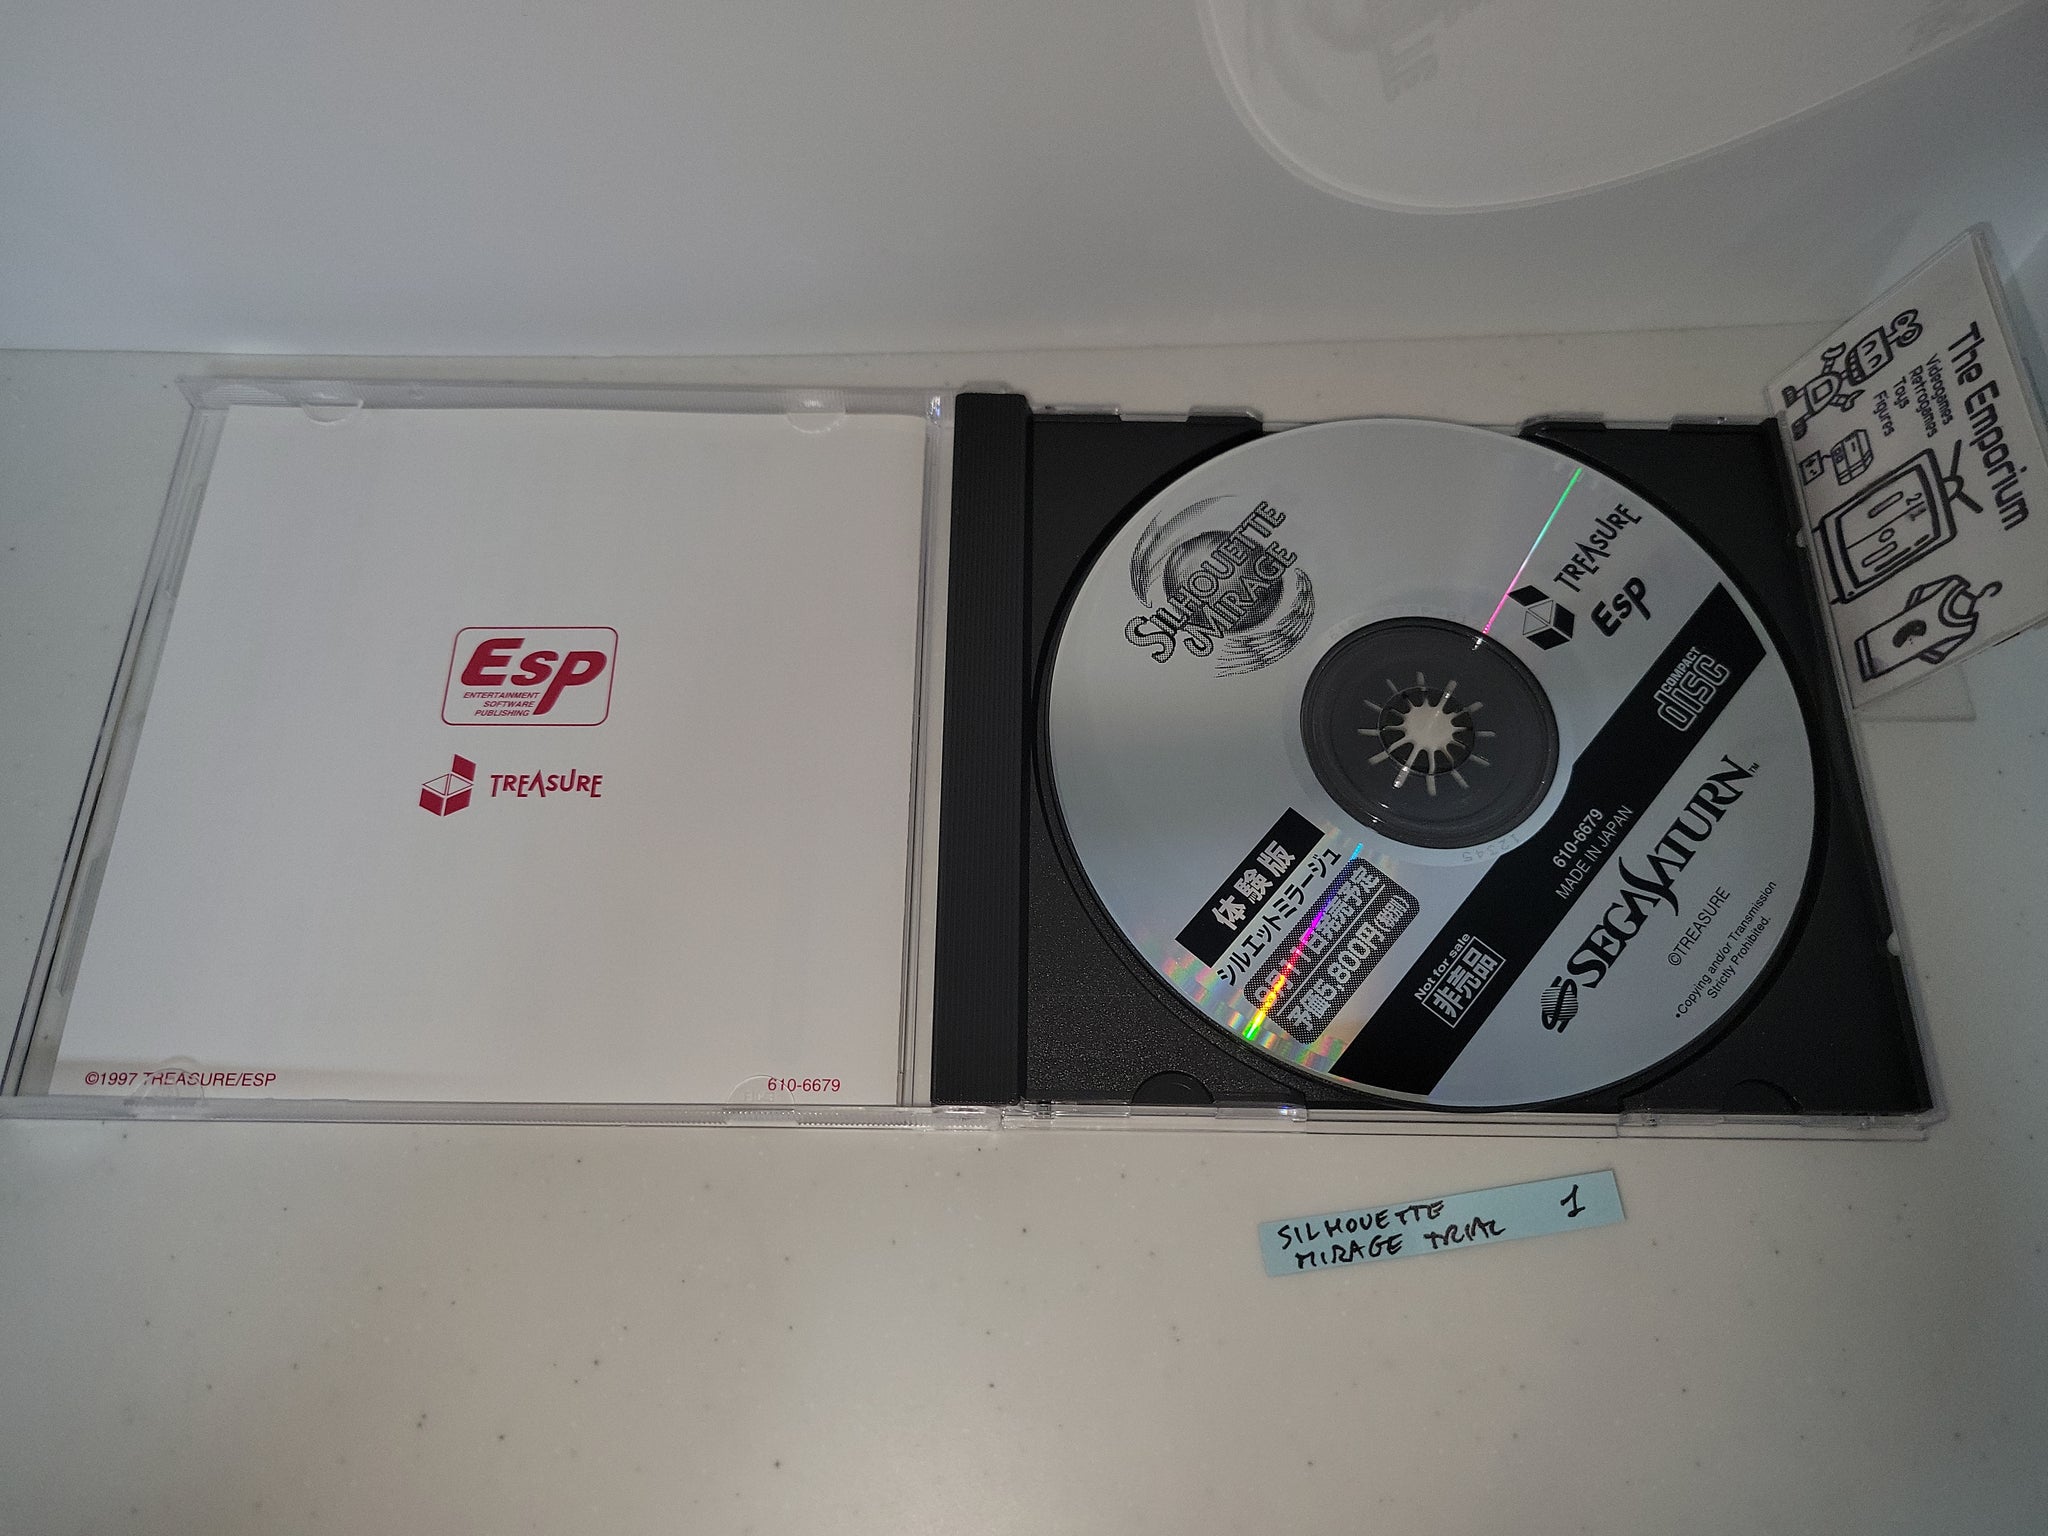 Esp
ENTERTAINMENT
SOFTWARE
PUBLISHING
TREASURE
©1997 TREASURE/ESP
610-6679
SILHOUETTE
MIRAGE
TREASURE
Esp
COMPACT
disc
体験版
シルエットミラージュ
予価5,800円(税別)
610-6679
MADE IN JAPAN
Not for sale
非売品
SEGA SATURN™
©TREASURE
•Copying and/or Transmission
Strictly Prohibited.
12345
The Emporium
Videogames
Retrogames
Toys
Figures
SILHOUETTE
MIRAGE TRIAL
1